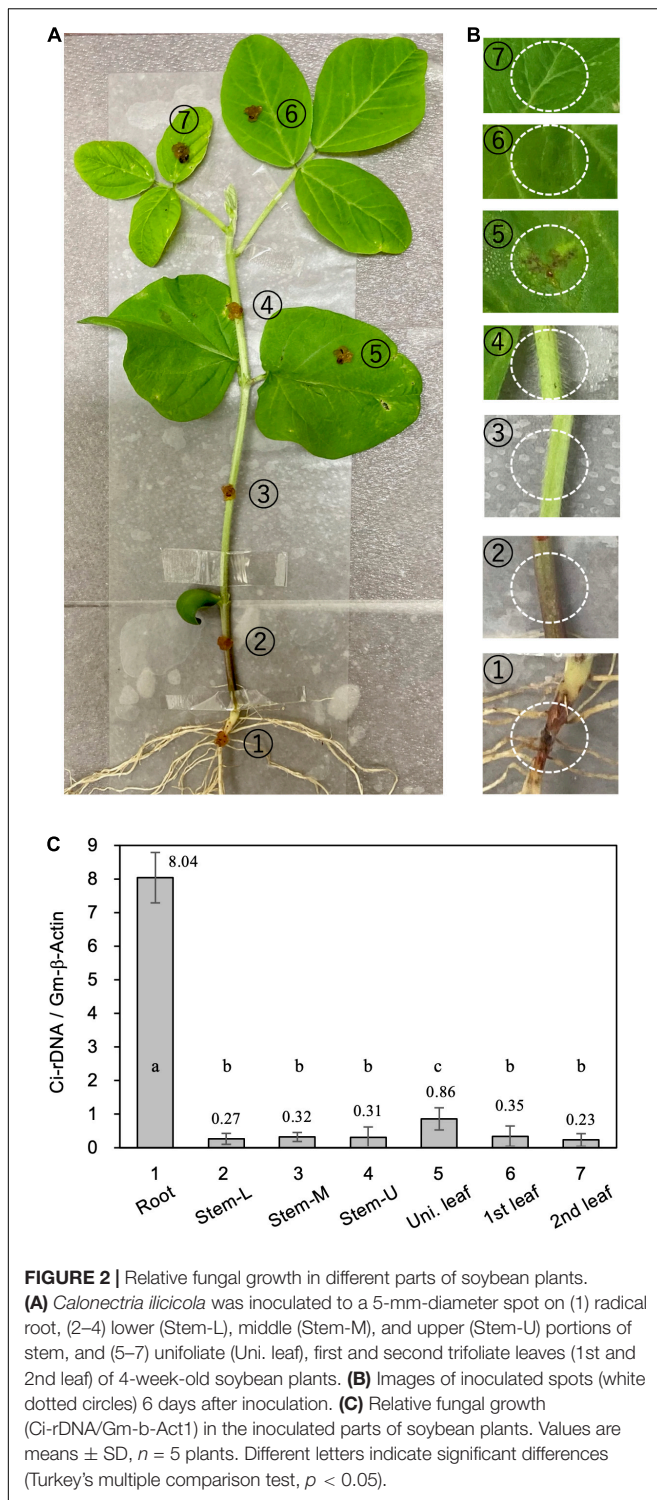 A
B
⑦
⑥
⑦
⑥
④
⑤
⑤
④
③
③
②
②
①
①
C
Ci-rDNA / Gm-β-Actin
9
8
7
6
5
4
3
2
1
0
8.04
a
b
b
b
c
b
b
0.27
0.32
0.31
0.86
0.35
0.23
1 2 3 4 5 6 7
Root Stem-L Stem-M Stem-U Uni. leaf 1st leaf 2nd leaf
FIGURE 2 | Relative fungal growth in different parts of soybean plants.
(A) Calonectria ilicicola was inoculated to a 5-mm-diameter spot on (1) radical
root, (2–4) lower (Stem-L), middle (Stem-M), and upper (Stem-U) portions of
stem, and (5–7) unifoliate (Uni. leaf), first and second trifoliate leaves (1st and
2nd leaf) of 4-week-old soybean plants. (B) Images of inoculated spots (white
dotted circles) 6 days after inoculation. (C) Relative fungal growth
(Ci-rDNA/Gm-b-Act1) in the inoculated parts of soybean plants. Values are
means ± SD, n = 5 plants. Different letters indicate significant differences
(Turkey's multiple comparison test, p < 0.05).